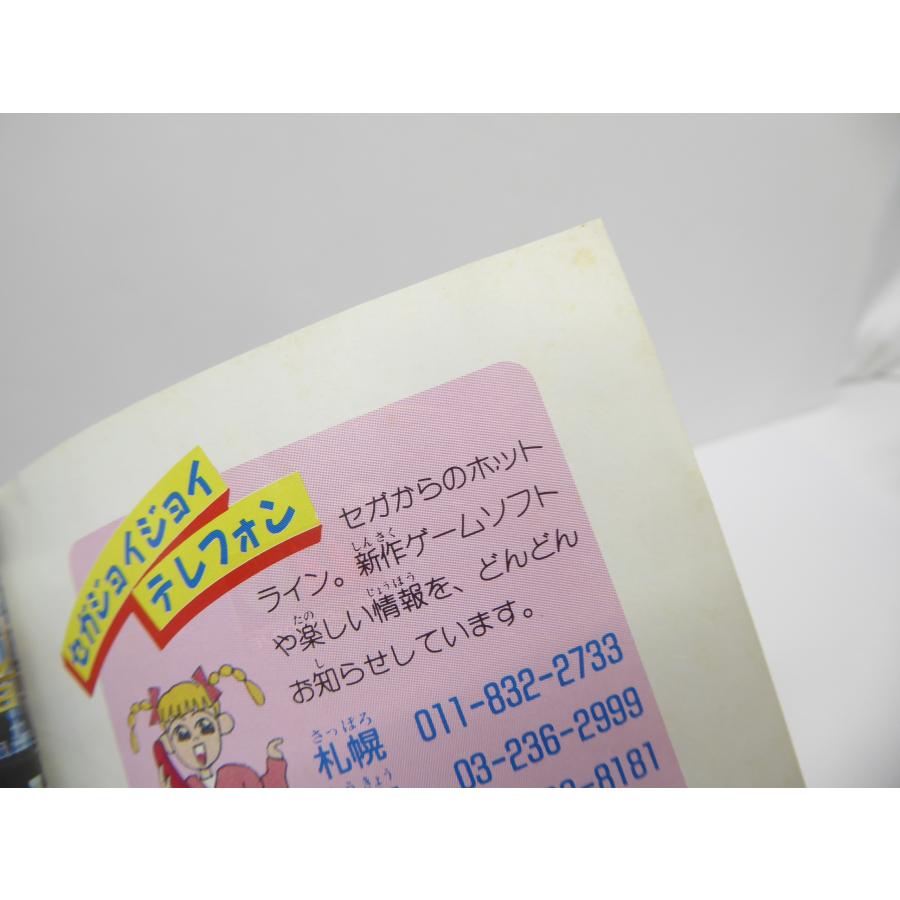 セガジョイジョイ
テレフォン
セガからのホット
ライン。新作ゲームソフト
や楽しい情報を、どんどん
お知らせしています。
札幌 011-832-2733
03-236-2999
8181